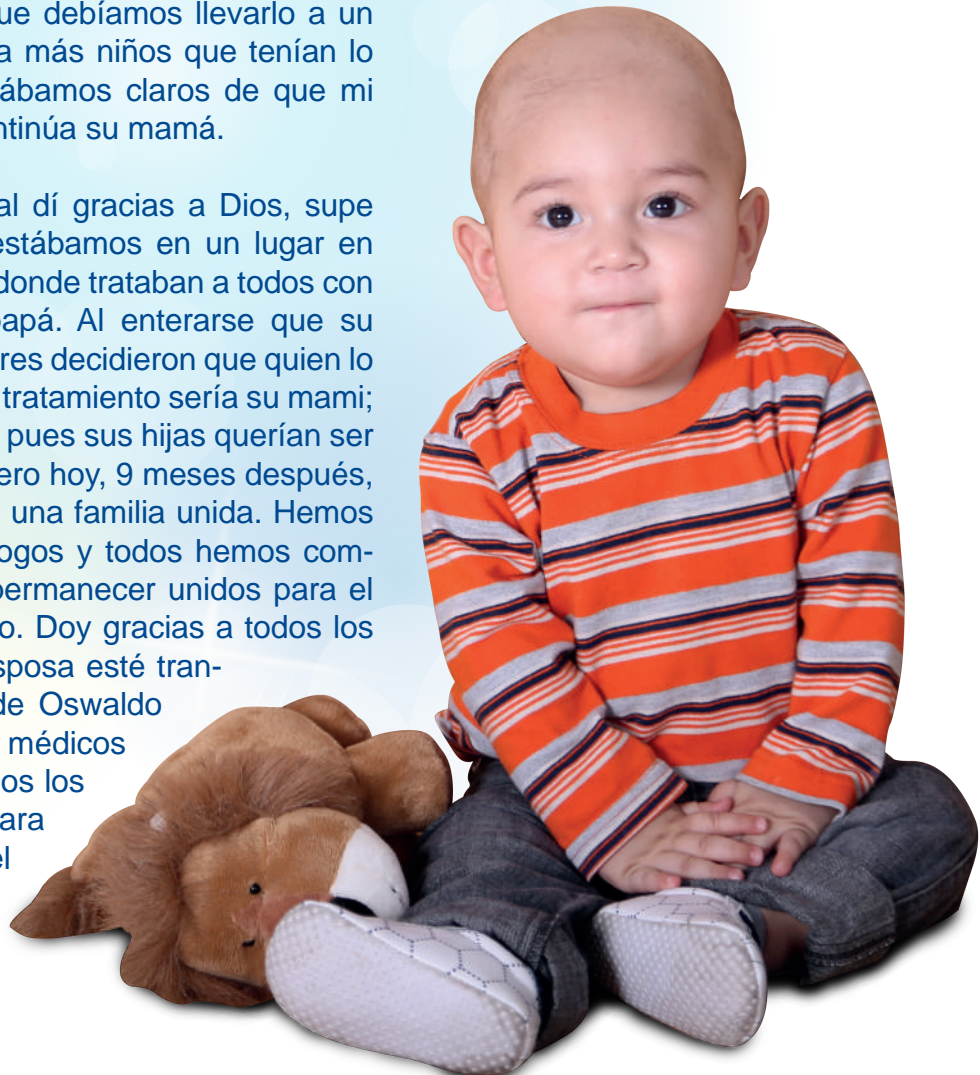 que debíamos llevarlo a un
a más niños que tenían lo
ábamos claros de que mi
ntinúa su mamá.
al dí gracias a Dios, supe
estábamos en un lugar en
donde trataban a todos con
papá. Al enterarse que su
res decidieron que quien lo
tratamiento sería su mami;
pues sus hijas querían ser
ero hoy, 9 meses después,
una familia unida. Hemos
ogos y todos hemos com-
permanecer unidos para el
o. Doy gracias a todos los
sposa esté tran-
de Oswaldo
médicos
os los
ara
el